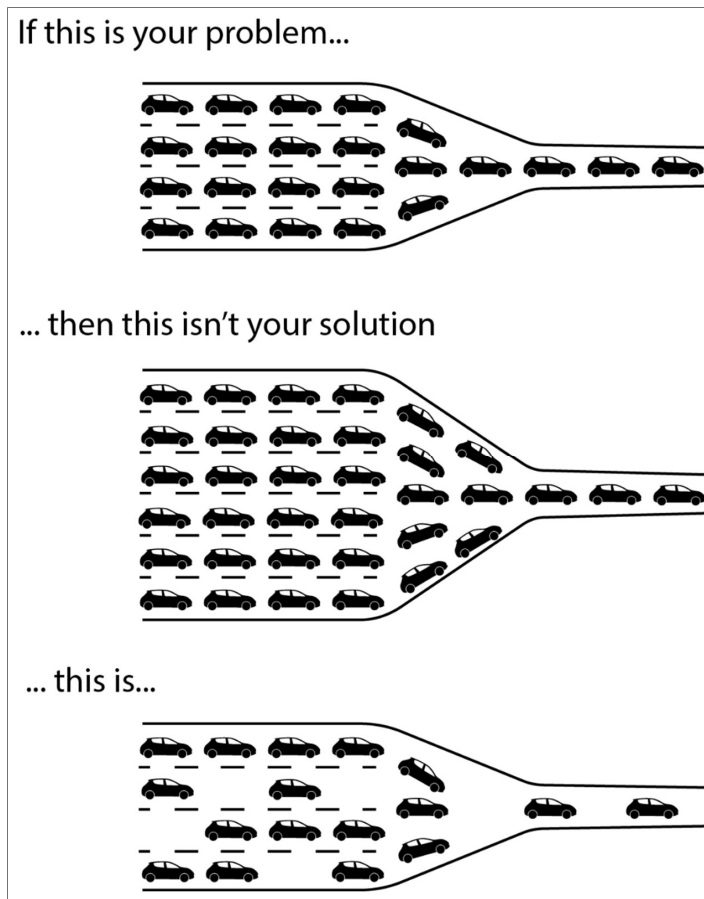 If this is your problem...
... then this isn’t your solution
... this is...